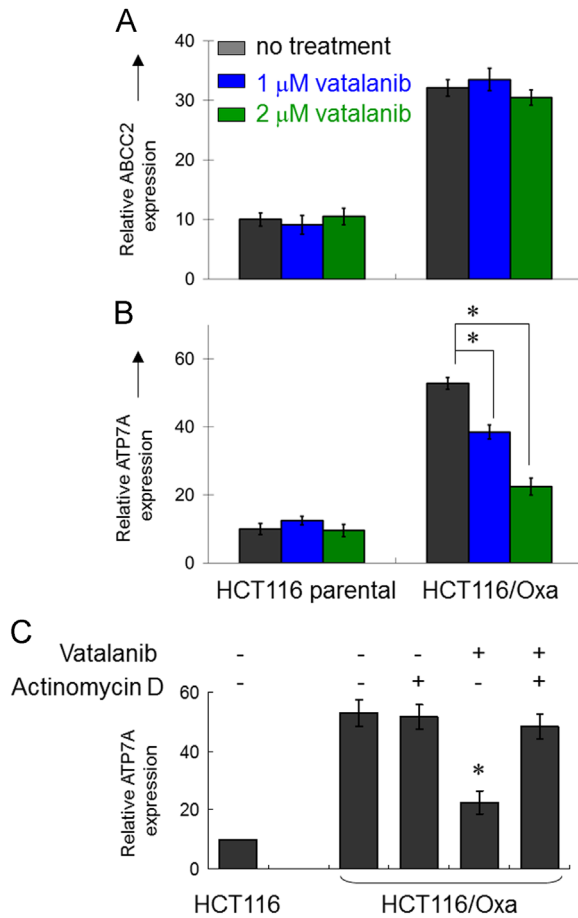 A
40
no treatment
1 μM vatalanib
2 μM vatalanib
30
20
10
0
Relative ABCC2
expression
B
60
40
20
0
Relative ATP7A
expression
*
*
HCT116 parental
HCT116/Oxa
C
Vatalanib - - - + +
Actinomycin D - - + - +
60
40
20
0
Relative ATP7A
expression
*
HCT116
HCT116/Oxa